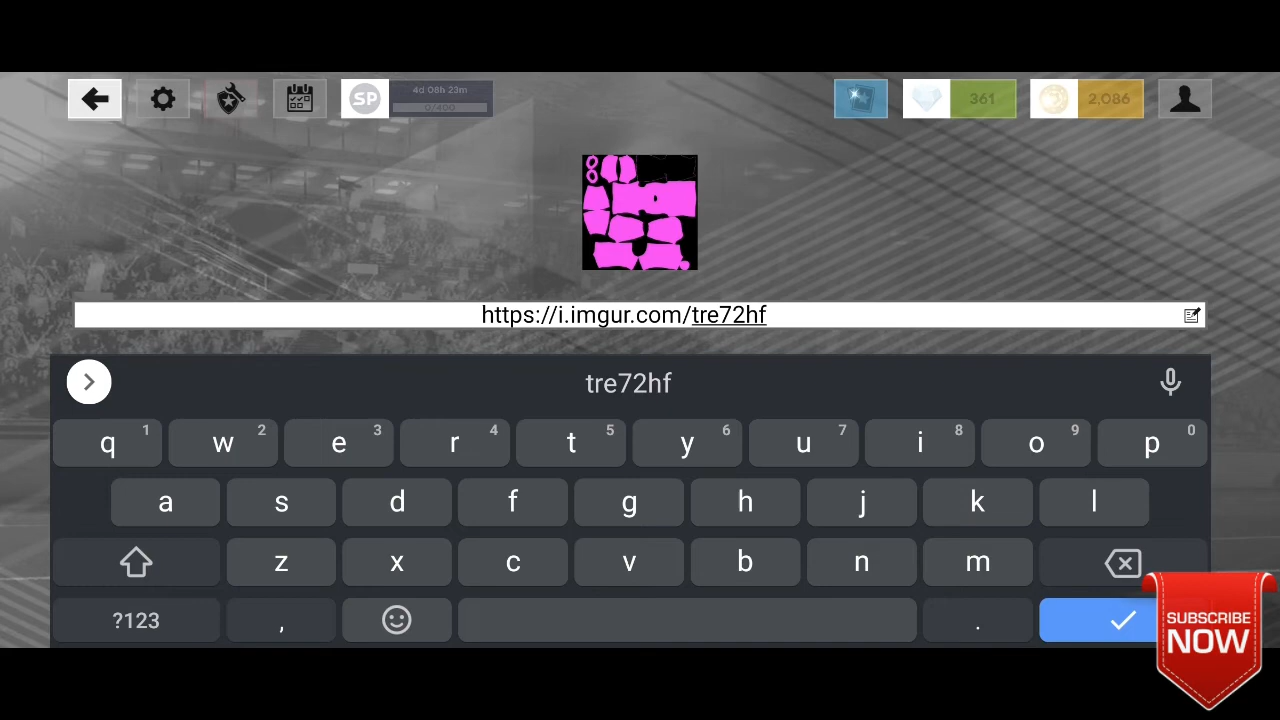 SP
4d 08h 23m
0/400
361
2,086
https://i.imgur.com/tre72hf
tre72hf
q 1 w 2 e 3 r 4 t 5 y 6 u 7 i 8 o 9 p 0
a s d f g h j k l
z x c v b n m
?123 , .
SUBSCRIBE
NOW